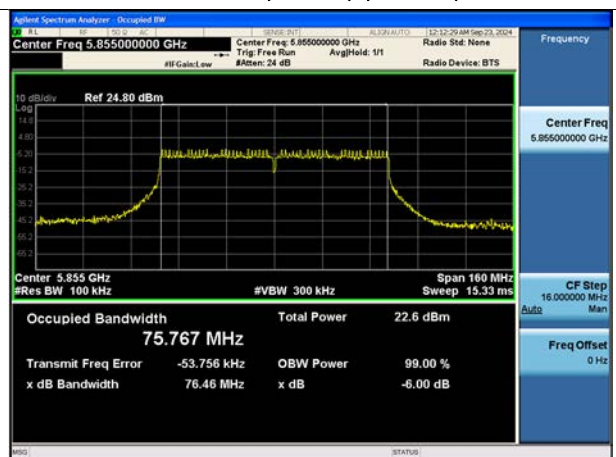 Agilent Spectrum Analyzer - Occupied BW
RL RF 50 Ω AC SENSE:INT ALIGN AUTO 12:12:29 AM Sep 23, 2024
Center Freq 5.855000000 GHz
Center Freq: 5.855000000 GHz
Radio Std: None
Trig: Free Run Avg|Hold: 1/1
#IFGain:Low #Atten: 24 dB Radio Device: BTS
Frequency
10 dB/div Ref 24.80 dBm
Log
14.8
4.80
-5.20
-15.2
-25.2
-35.2
-45.2
-55.2
-65.2
Center Freq
5.855000000 GHz
Center 5.855 GHz Span 160 MHz
#Res BW 100 kHz #VBW 300 kHz Sweep 15.33 ms
CF Step
16.000000 MHz
Auto Man
Occupied Bandwidth Total Power 22.6 dBm
75.767 MHz
Freq Offset
0 Hz
Transmit Freq Error -53.756 kHz OBW Power 99.00 %
x dB Bandwidth 76.46 MHz x dB -6.00 dB
MSG STATUS